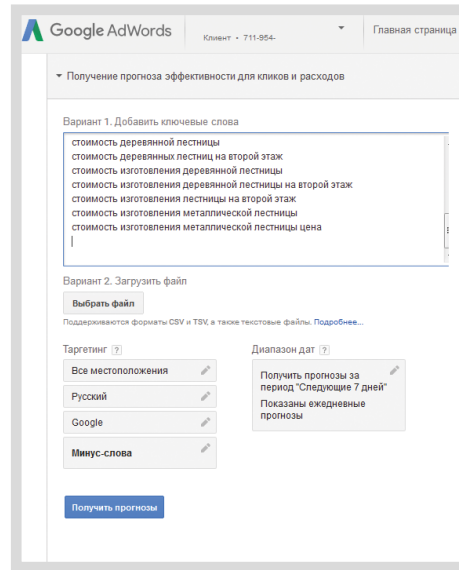 Google AdWords
Клиент • 711-954-
Главная страница
Получение прогноза эффективности для кликов и расходов
Вариант 1. Добавить ключевые слова
стоимость деревянной лестницы
стоимость деревянных лестниц на второй этаж
стоимость изготовления деревянной лестницы
стоимость изготовления деревянной лестницы на второй этаж
стоимость изготовления лестницы на второй этаж
стоимость изготовления металлической лестницы
стоимость изготовления металлической лестницы цена
Вариант 2. Загрузить файл
Выбрать файл
Поддерживаются форматы CSV и TSV, а также текстовые файлы. Подробнее...
Таргетинг ?
Все местоположения
Русский
Google
Минус-слова
Диапазон дат ?
Получить прогнозы за
период "Следующие 7 дней"
Показаны ежедневные
прогнозы
Получить прогнозы